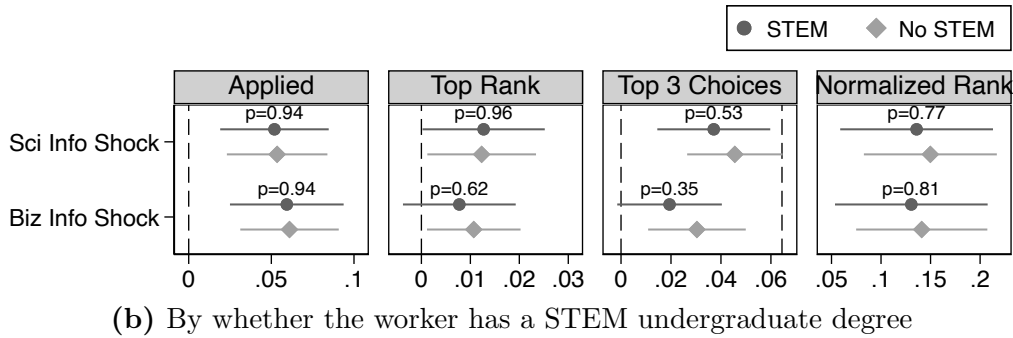 STEM No STEM
Applied Top Rank Top 3 Choices Normalized Rank
p=0.94 p=0.96 p=0.53 p=0.77
Sci Info Shock
p=0.94 p=0.62 p=0.35 p=0.81
Biz Info Shock
0 .05 .1 0 .01 .02 .03 0 .02 .04 .06 .05 .1 .15 .2
(b) By whether the worker has a STEM undergraduate degree